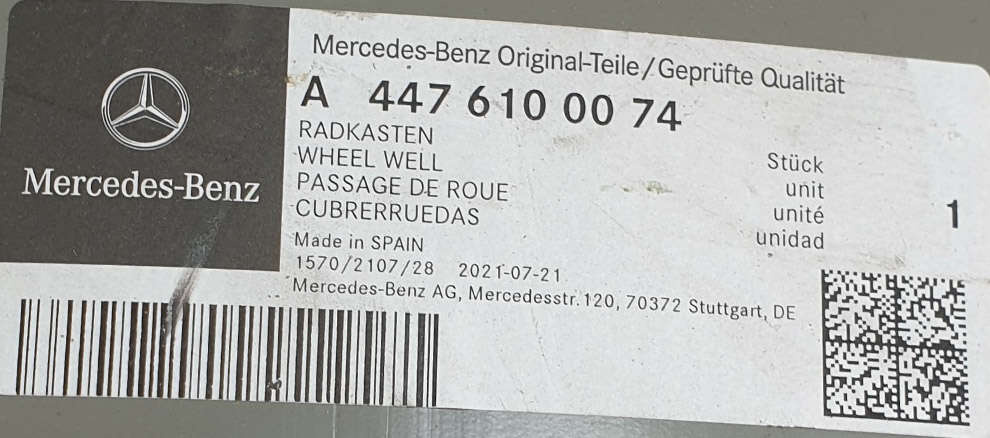 Mercedes-Benz
Mercedes-Benz Original-Teile/Geprüfte Qualität
A 447 610 00 74
RADKASTEN
WHEEL WELL
PASSAGE DE ROUE
CUBRERRUEDAS
Stück
unit
unité
unidad
1
Made in SPAIN
1570/2107/28 2021-07-21
Mercedes-Benz AG, Mercedesstr. 120, 70372 Stuttgart, DE